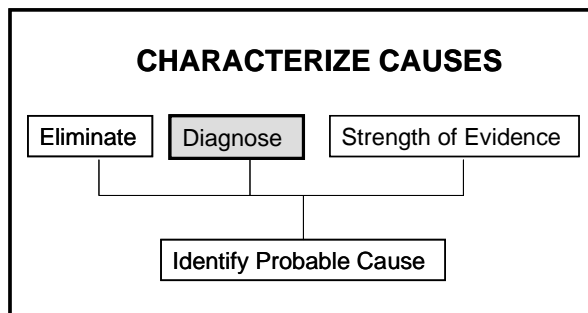 CHARACTERIZE CAUSES
Eliminate
Diagnose
Strength of Evidence
Identify Probable Cause